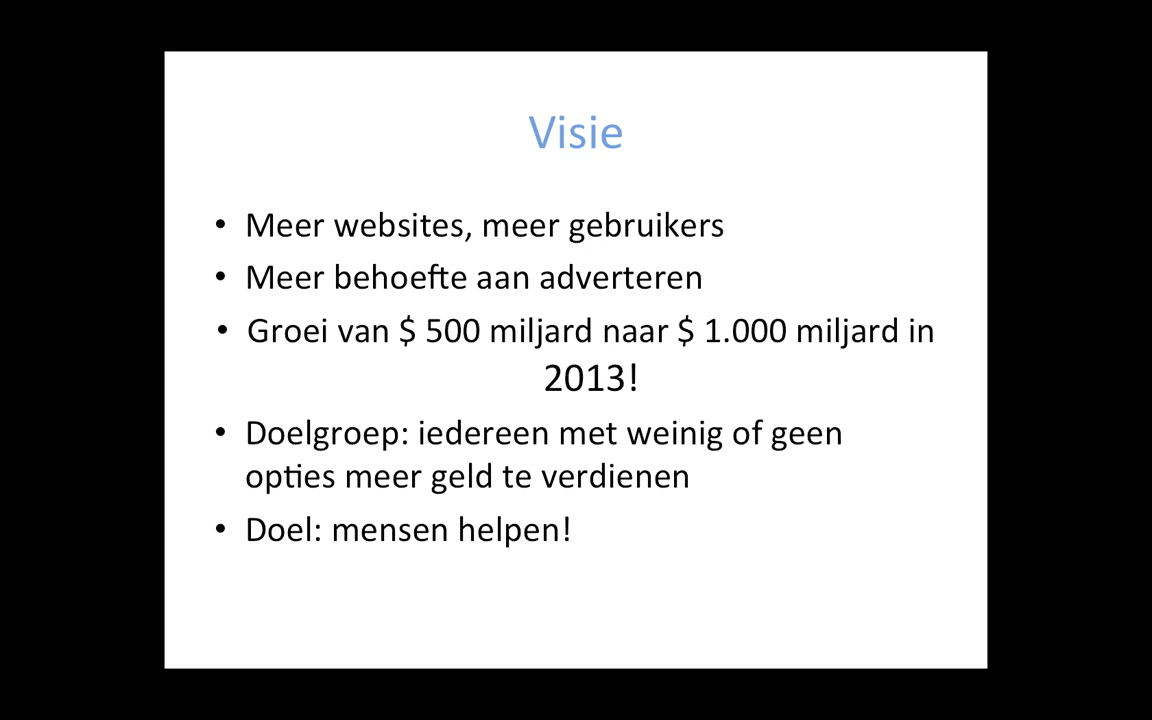 Visie
• Meer websites, meer gebruikers
• Meer behoefte aan adverteren
• Groei van $ 500 miljard naar $ 1.000 miljard in
2013!
• Doelgroep: iedereen met weinig of geen
opties meer geld te verdienen
• Doel: mensen helpen!